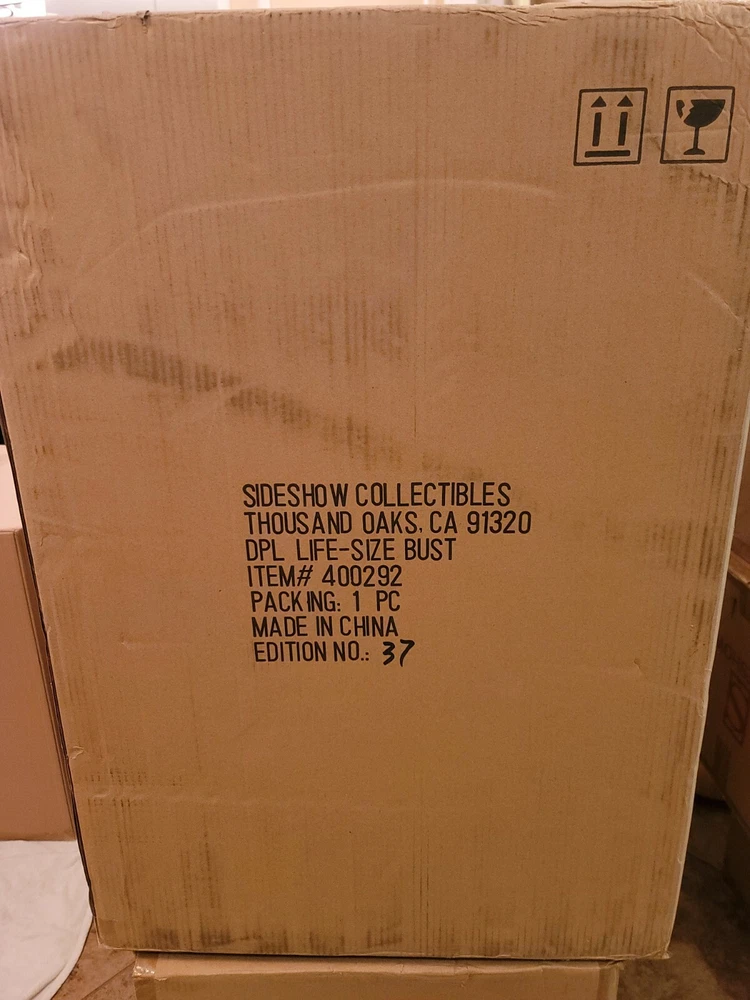 SIDESHOW COLLECTIBLES
THOUSAND OAKS, CA 91320
DPL LIFE-SIZE BUST
ITEM# 400292
PACKING: 1 PC
MADE IN CHINA
EDITION NO.: 37